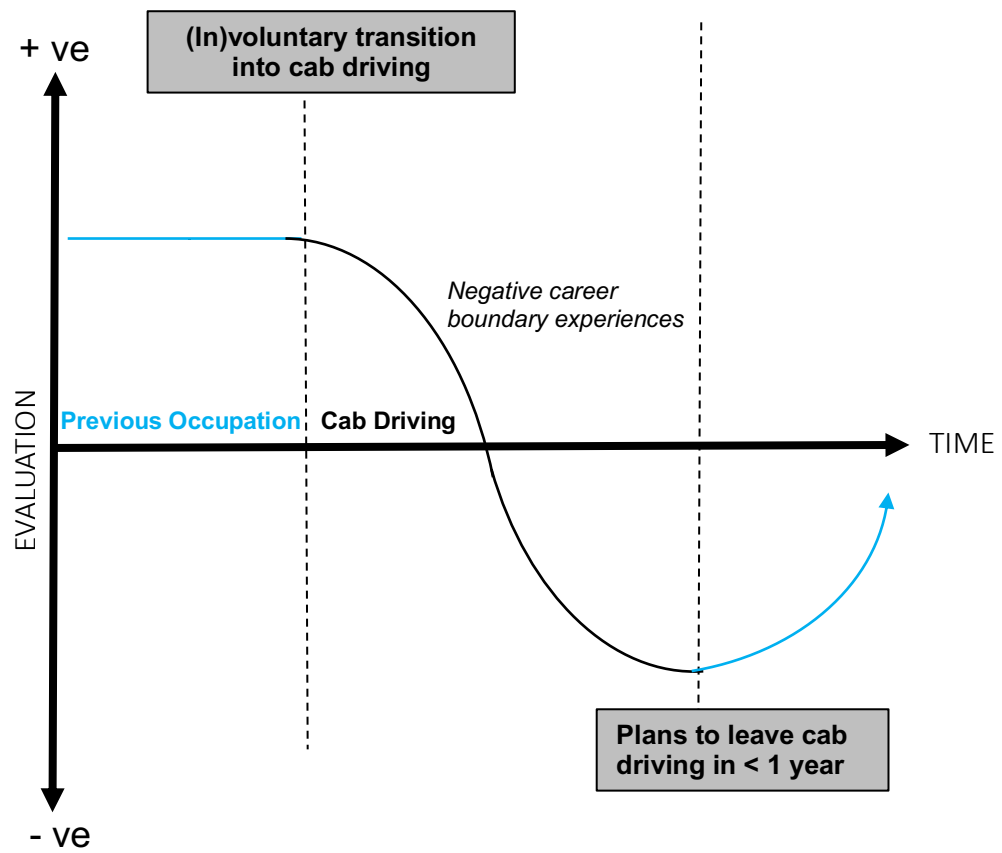 (In)voluntary transition
into cab driving
+ ve
Negative career
boundary experiences
Previous Occupation
Cab Driving
TIME
EVALUATION
Plans to leave cab
driving in < 1 year
- ve